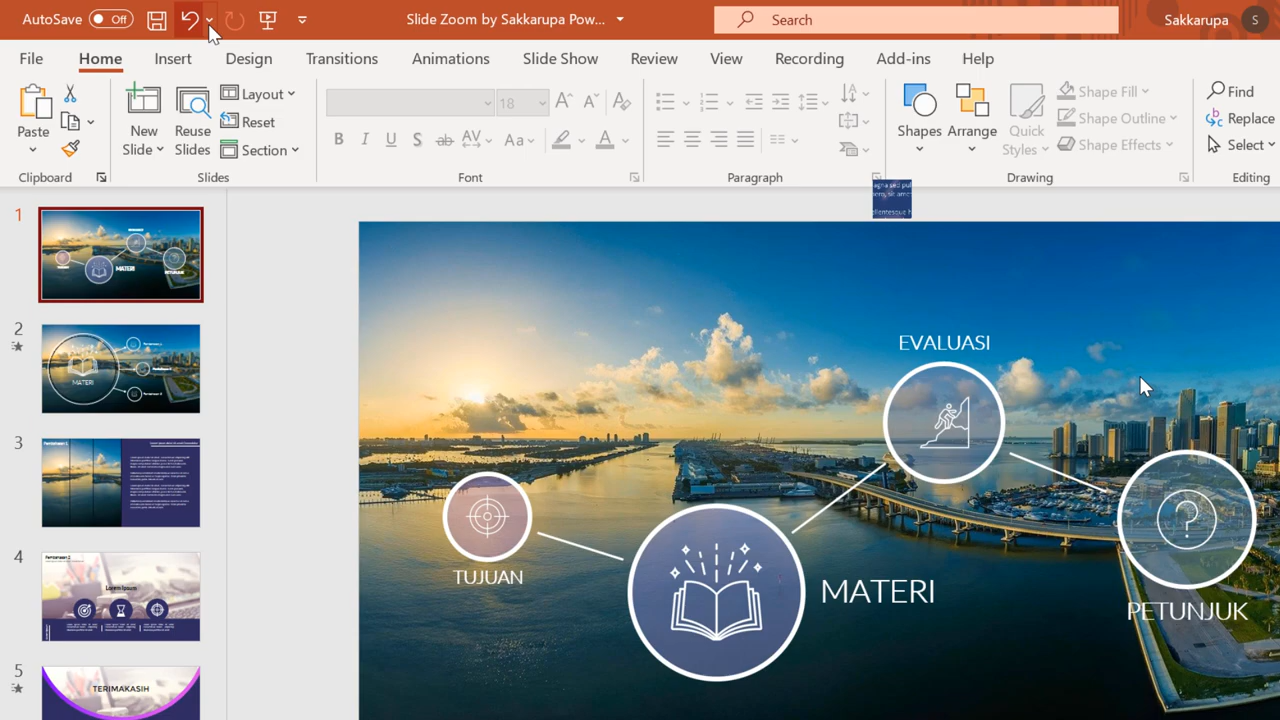 AutoSave Off
Slide Zoom by Sakkarupa Pow...
Search
Sakkarupa S
File Home Insert Design Transitions Animations Slide Show Review View Recording Add-ins Help
Paste
Clipboard
New Slide
Reuse Slides
Layout
Reset
Section
Slides
18
Font
Paragraph
Shapes
Arrange
Quick Styles
Shape Fill
Shape Outline
Shape Effects
Drawing
Find
Replace
Select
Editing
1
MATERI
2
MATERI
3
4
Lorem Ipsum
5
TERIMAKASIH
EVALUASI
TUJUAN
MATERI
PETUNJUK